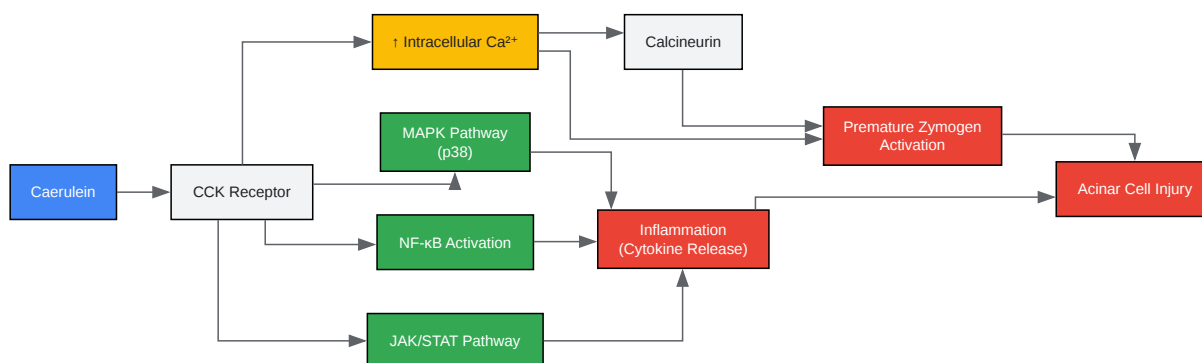 ↑ Intracellular Ca²⁺
Calcineurin
MAPK Pathway
(p38)
Premature Zymogen
Activation
Caerulein
CCK Receptor
Acinar Cell Injury
NF-κB Activation
Inflammation
(Cytokine Release)
JAK/STAT Pathway